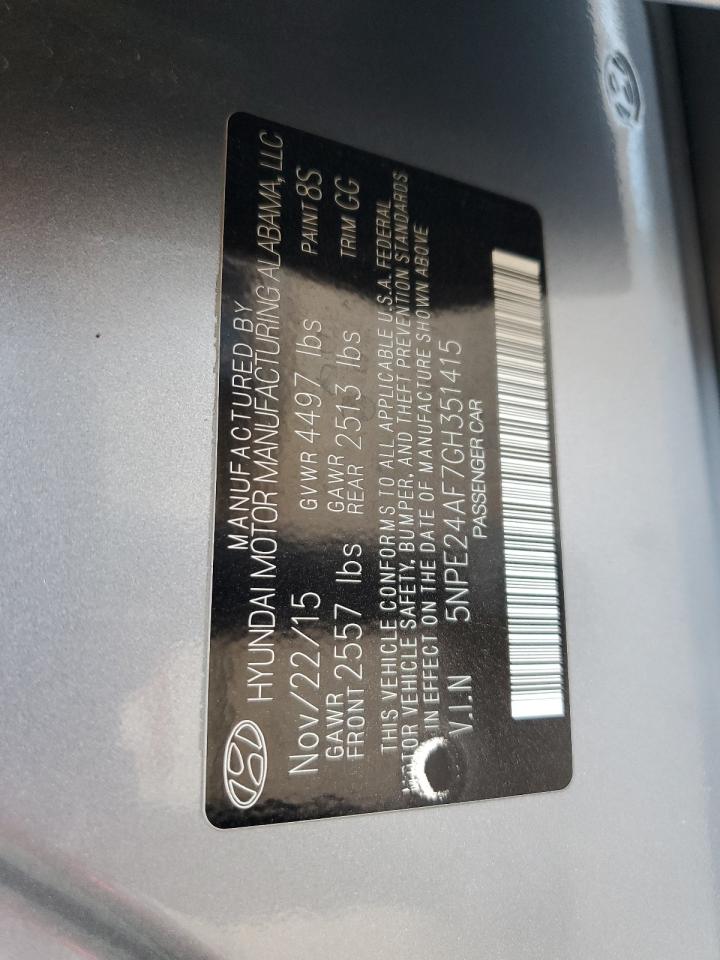 MANUFACTURED BY
HYUNDAI MOTOR MANUFACTURING ALABAMA, LLC
Nov/22/15 GVWR 4497 lbs PAINT 8S
GAWR FRONT 2557 lbs GAWR REAR 2513 lbs TRIM GG
THIS VEHICLE CONFORMS TO ALL APPLICABLE U.S.A. FEDERAL
MOTOR VEHICLE SAFETY, BUMPER, AND THEFT PREVENTION STANDARDS
IN EFFECT ON THE DATE OF MANUFACTURE SHOWN ABOVE
V.I.N 5NPE24AF7GH351415
PASSENGER CAR